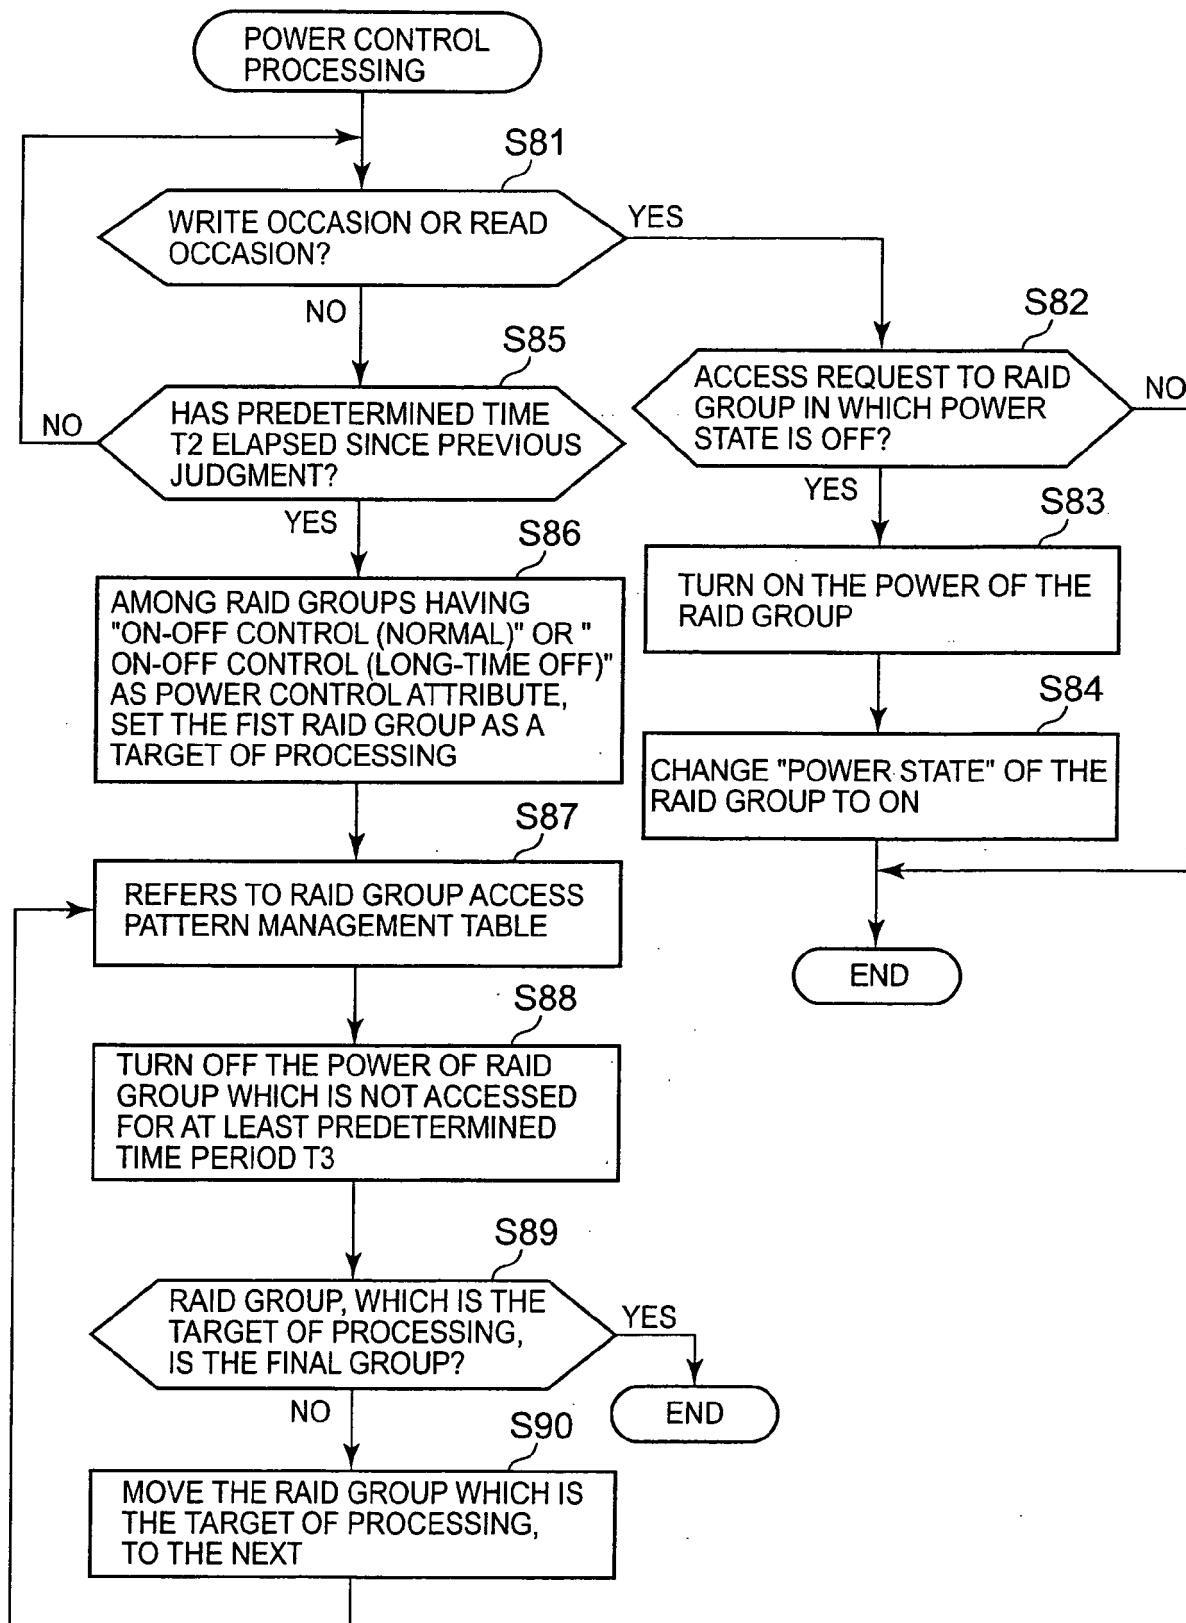 POWER CONTROL
PROCESSING
S81
WRITE OCCASION OR READ
OCCASION?
YES
NO
S82
ACCESS REQUEST TO RAID
GROUP IN WHICH POWER
STATE IS OFF?
NO
YES
S85
HAS PREDETERMINED TIME
T2 ELAPSED SINCE PREVIOUS
JUDGMENT?
NO
YES
S83
TURN ON THE POWER OF THE
RAID GROUP
S86
AMONG RAID GROUPS HAVING
"ON-OFF CONTROL (NORMAL)" OR "
ON-OFF CONTROL (LONG-TIME OFF)"
AS POWER CONTROL ATTRIBUTE,
SET THE FIST RAID GROUP AS A
TARGET OF PROCESSING
S84
CHANGE "POWER STATE" OF THE
RAID GROUP TO ON
END
S87
REFERS TO RAID GROUP ACCESS
PATTERN MANAGEMENT TABLE
S88
TURN OFF THE POWER OF RAID
GROUP WHICH IS NOT ACCESSED
FOR AT LEAST PREDETERMINED
TIME PERIOD T3
S89
RAID GROUP, WHICH IS THE
TARGET OF PROCESSING,
IS THE FINAL GROUP?
YES
END
NO
S90
MOVE THE RAID GROUP WHICH IS
THE TARGET OF PROCESSING,
TO THE NEXT